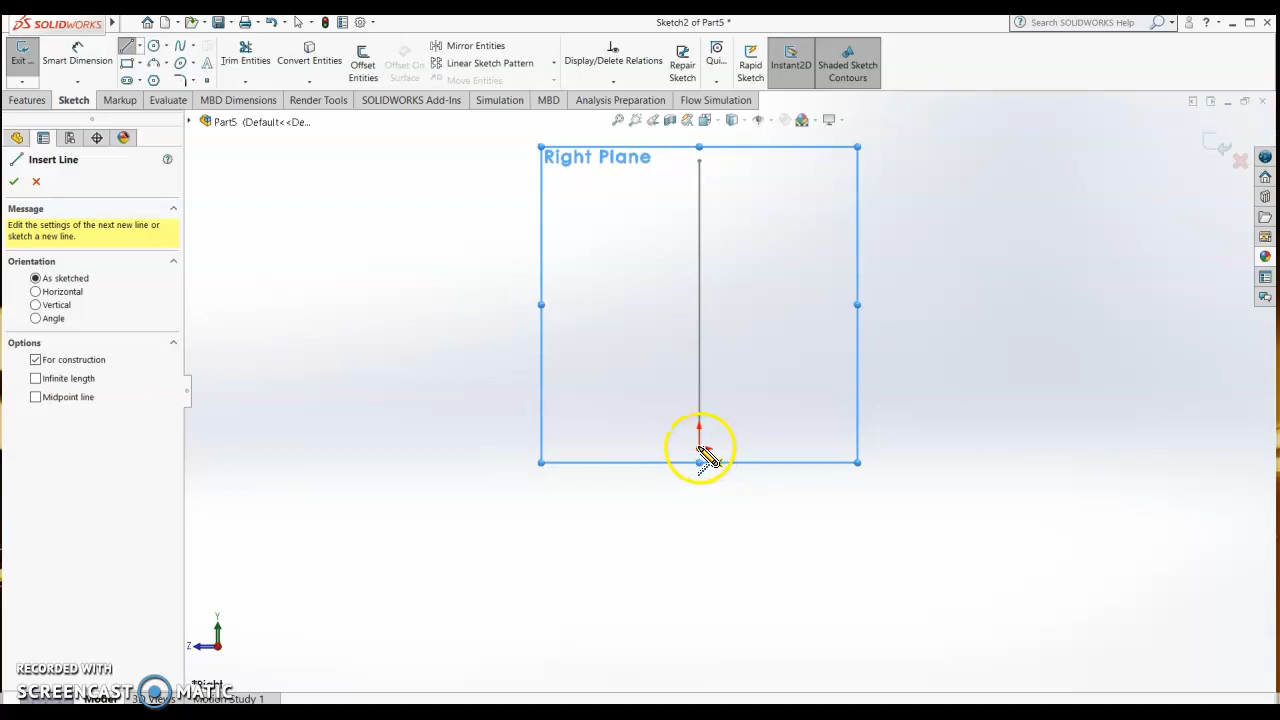 SOLIDWORKS
Sketch2 of Part5 *
Search SOLIDWORKS Help
?
Exit ...
Smart Dimension
Trim Entities
Convert Entities
Offset Entities
Offset On Surface
Mirror Entities
Linear Sketch Pattern
Move Entities
Display/Delete Relations
Repair Sketch
Qui...
Rapid Sketch
Instant2D
Shaded Sketch Contours
Features
Sketch
Markup
Evaluate
MBD Dimensions
Render Tools
SOLIDWORKS Add-Ins
Simulation
MBD
Analysis Preparation
Flow Simulation
Part5 (Default<<De...
Insert Line
Message
Edit the settings of the next new line or
sketch a new line.
Orientation
As sketched
Horizontal
Vertical
Angle
Options
For construction
Infinite length
Midpoint line
Right Plane
Y
Z
*Right
RECORDED WITH
SCREENCAST MATIC
Model
3D Views
Motion Study 1